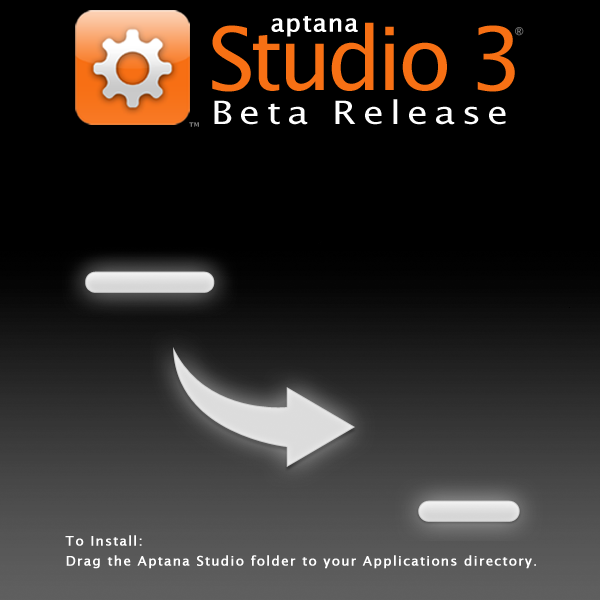 aptana
Studio 3®
Beta Release
™
To Install:
Drag the Aptana Studio folder to your Applications directory.